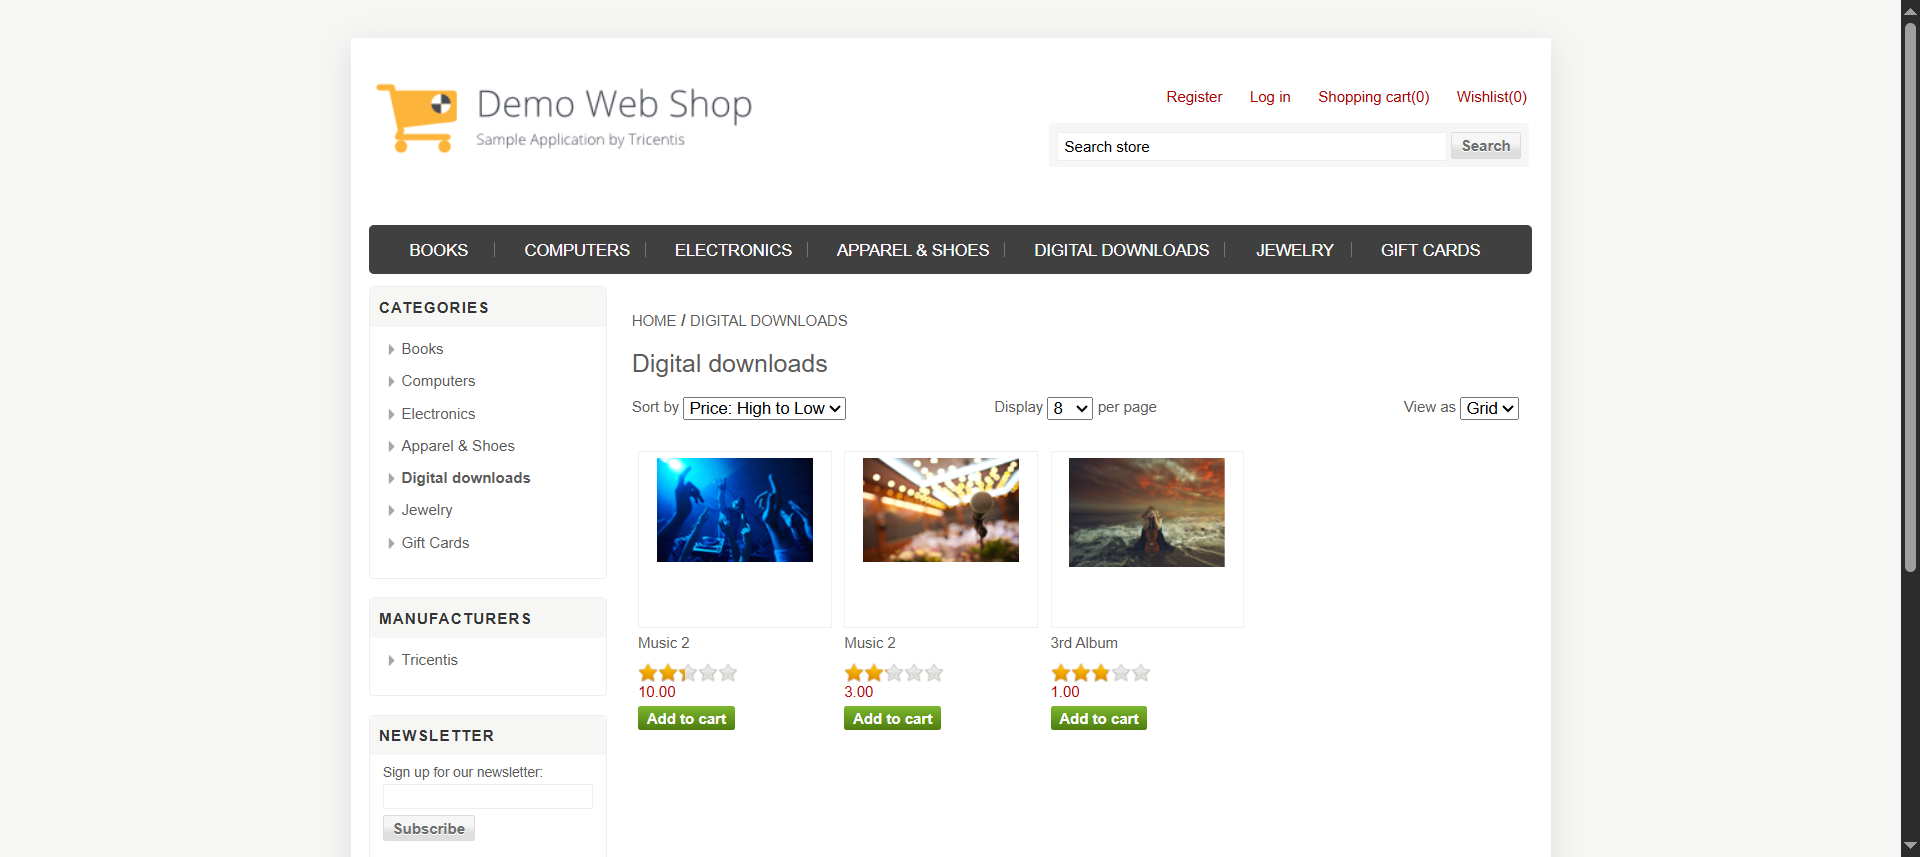 Demo Web Shop
Sample Application by Tricentis
Register Log in Shopping cart(0) Wishlist(0)
Search store Search
BOOKS COMPUTERS ELECTRONICS APPAREL & SHOES DIGITAL DOWNLOADS JEWELRY GIFT CARDS
CATEGORIES
Books
Computers
Electronics
Apparel & Shoes
Digital downloads
Jewelry
Gift Cards
MANUFACTURERS
Tricentis
NEWSLETTER
Sign up for our newsletter:
Subscribe
HOME / DIGITAL DOWNLOADS
Digital downloads
Sort by Price: High to Low Display 8 per page View as Grid
Music 2 Music 2 3rd Album
10.00 3.00 1.00
Add to cart Add to cart Add to cart